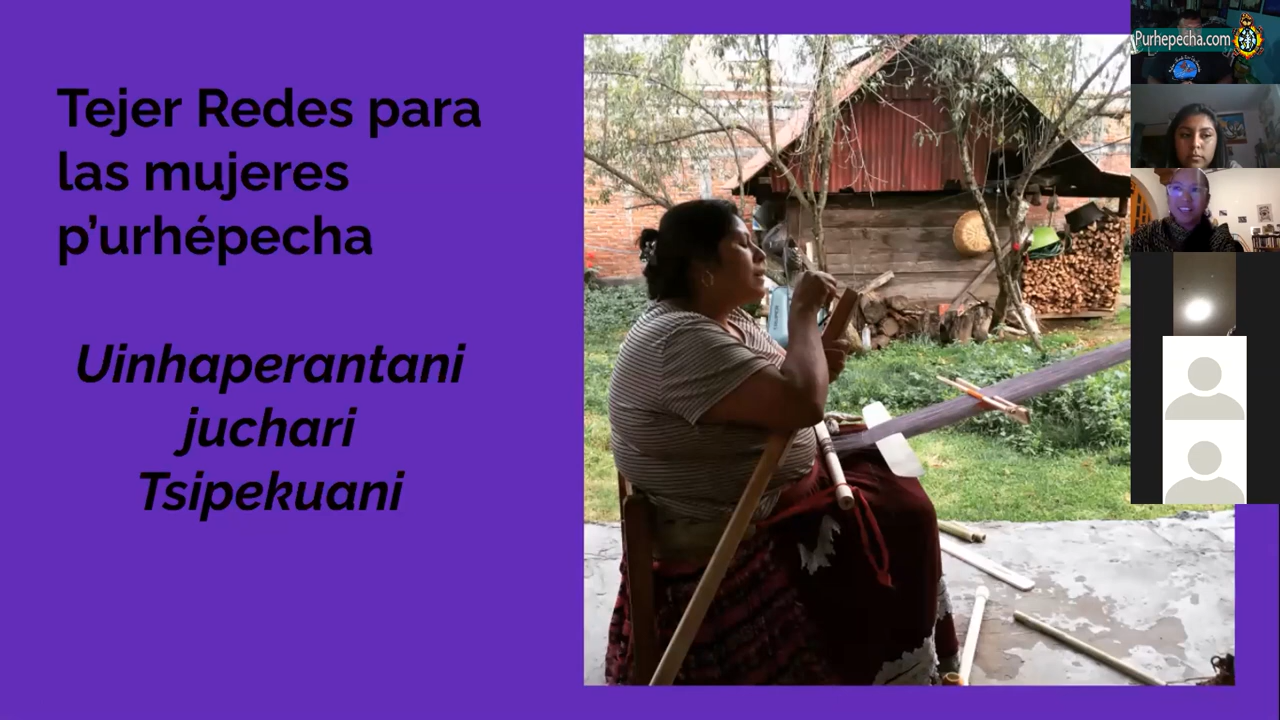 Tejer Redes para
las mujeres
p’urhépecha
Uinhaperantani
juchari
Tsipekuani
Purhepecha.com